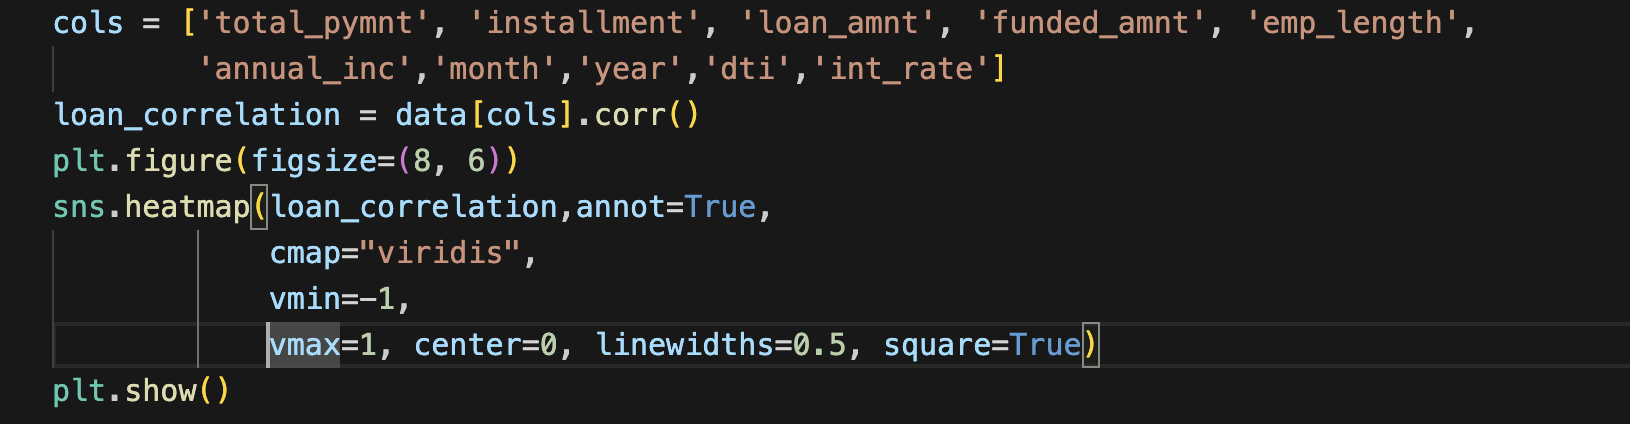 cols = ['total_pymnt', 'installment', 'loan_amnt', 'funded_amnt', 'emp_length',
'annual_inc','month','year','dti','int_rate']
loan_correlation = data[cols].corr()
plt.figure(figsize=(8, 6))
sns.heatmap(loan_correlation,annot=True,
cmap="viridis",
vmin=-1,
vmax=1, center=0, linewidths=0.5, square=True)
plt.show()